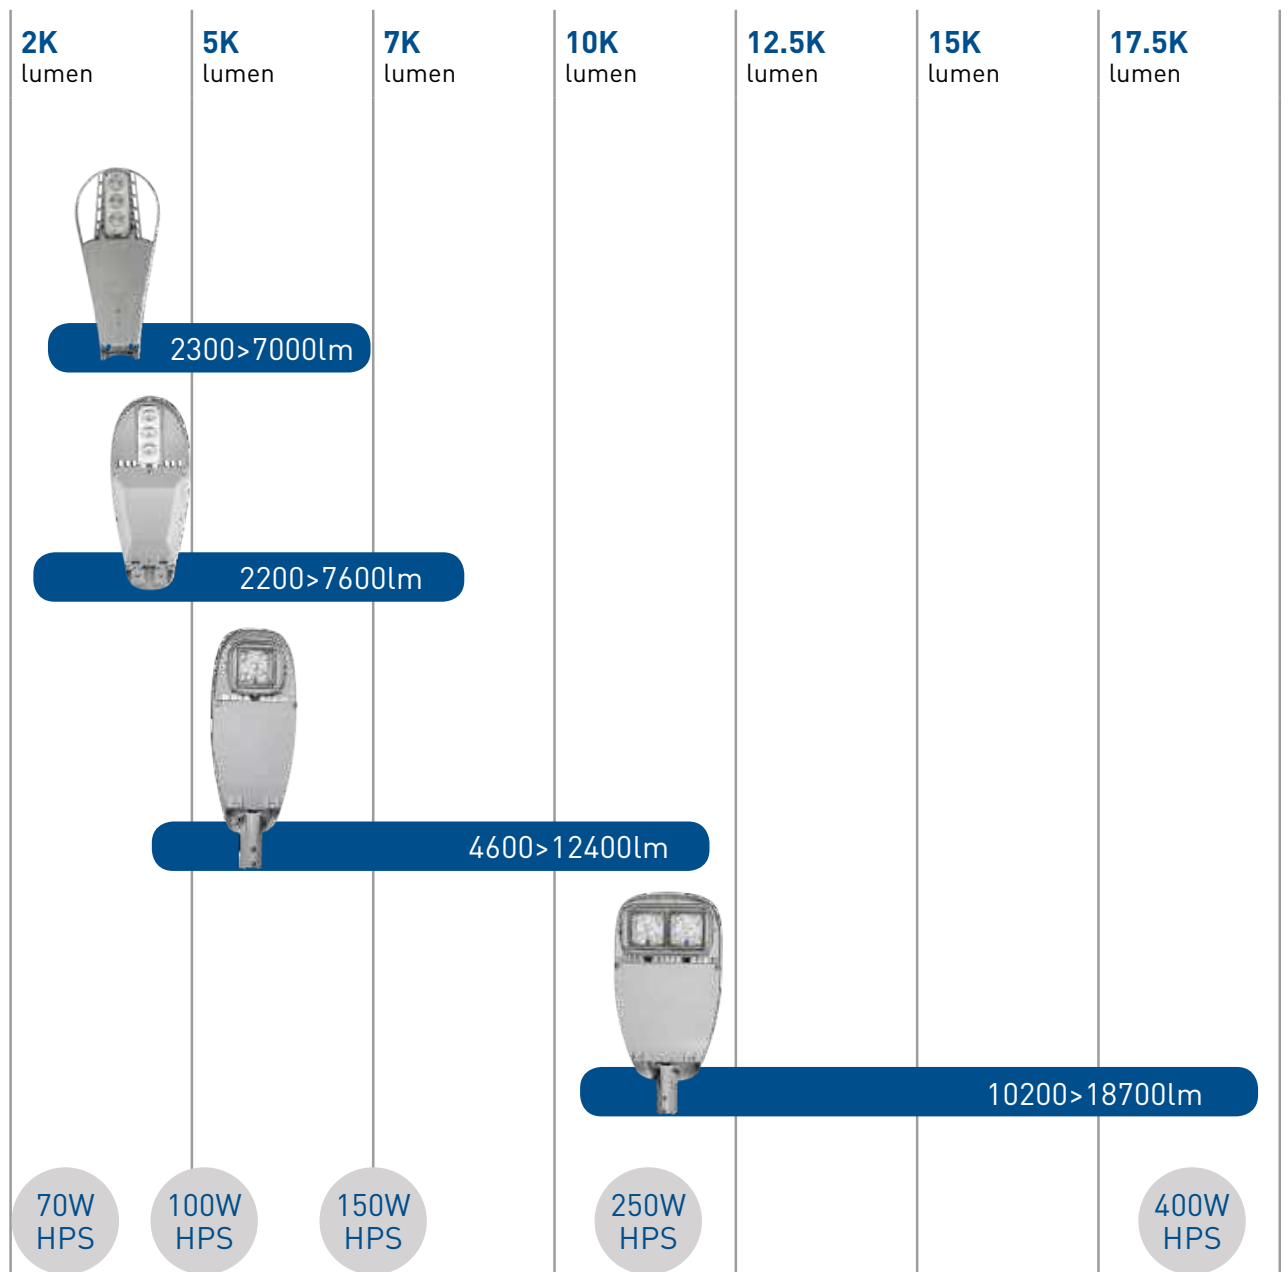 2K
lumen
5K
lumen
7K
lumen
10K
lumen
12.5K
lumen
15K
lumen
17.5K
lumen
2300>7000lm
2200>7600lm
4600>12400lm
10200>18700lm
70W
HPS
100W
HPS
150W
HPS
250W
HPS
400W
HPS